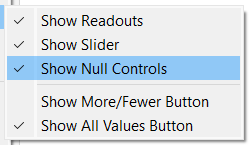 Show Readouts
Show Slider
Show Null Controls
Show More/Fewer Button
Show All Values Button